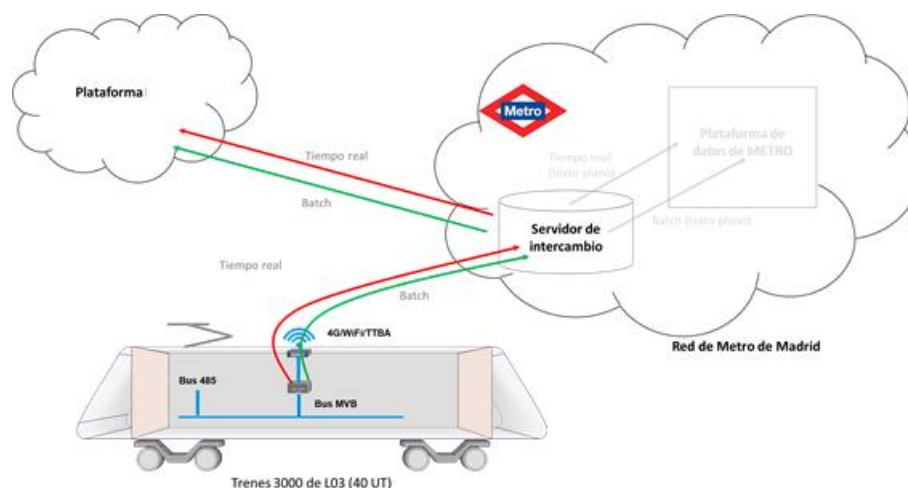 Plataforma
Metro
Plataforma de
datos de METRO
Tiempo real
Tiempo real
(texto plano)
Batch
Batch (texto plano)
Servidor de
intercambio
Tiempo real
Batch
4G/WiFi/TTBA
Red de Metro de Madrid
Bus 485
Bus MVB
Trenes 3000 de L03 (40 UT)